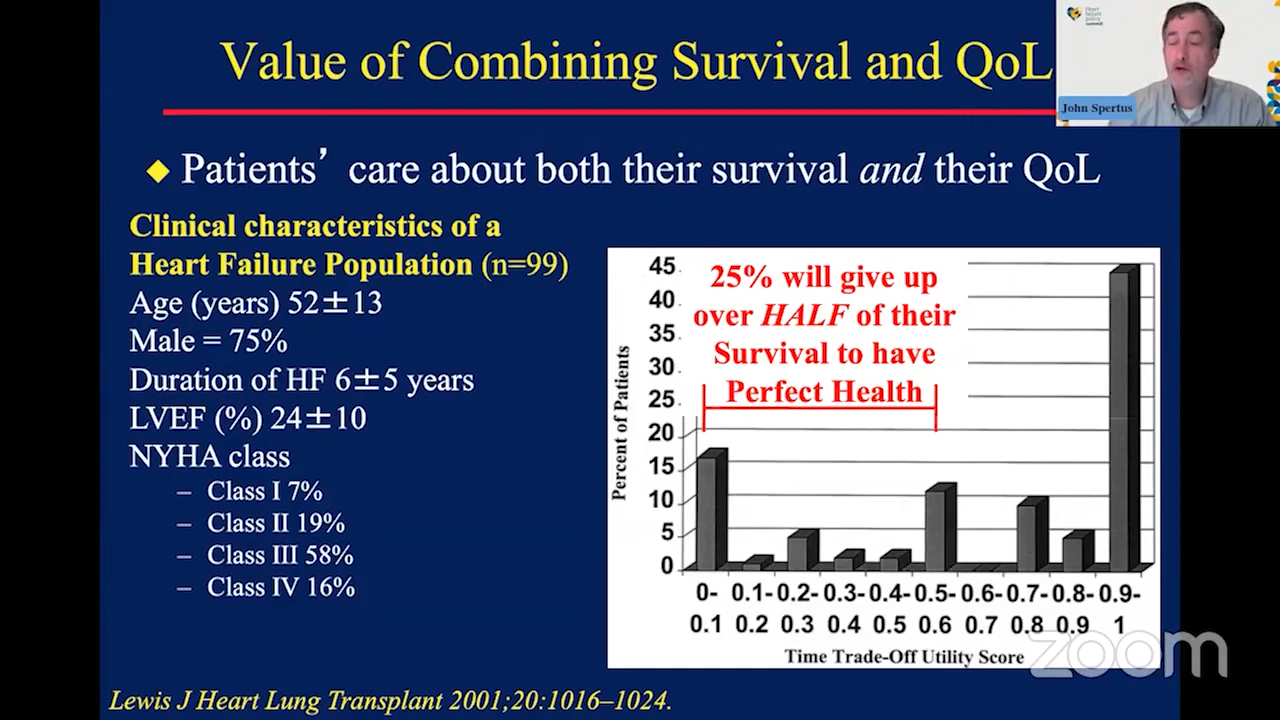 Value of Combining Survival and QoL
Heart
failure
policy
summit
John Spertus
◆ Patients’ care about both their survival and their QoL
Clinical characteristics of a
Heart Failure Population (n=99)
Age (years) 52±13
Male = 75%
Duration of HF 6±5 years
LVEF (%) 24±10
NYHA class
– Class I 7%
– Class II 19%
– Class III 58%
– Class IV 16%
25% will give up
over HALF of their
Survival to have
Perfect Health
Percent of Patients
45
40
35
30
25
20
15
10
5
0
0- 0.1- 0.2- 0.3- 0.4- 0.5- 0.6- 0.7- 0.8- 0.9-
0.1 0.2 0.3 0.4 0.5 0.6 0.7 0.8 0.9 1
Time Trade-Off Utility Score
zoom
Lewis J Heart Lung Transplant 2001;20:1016–1024.